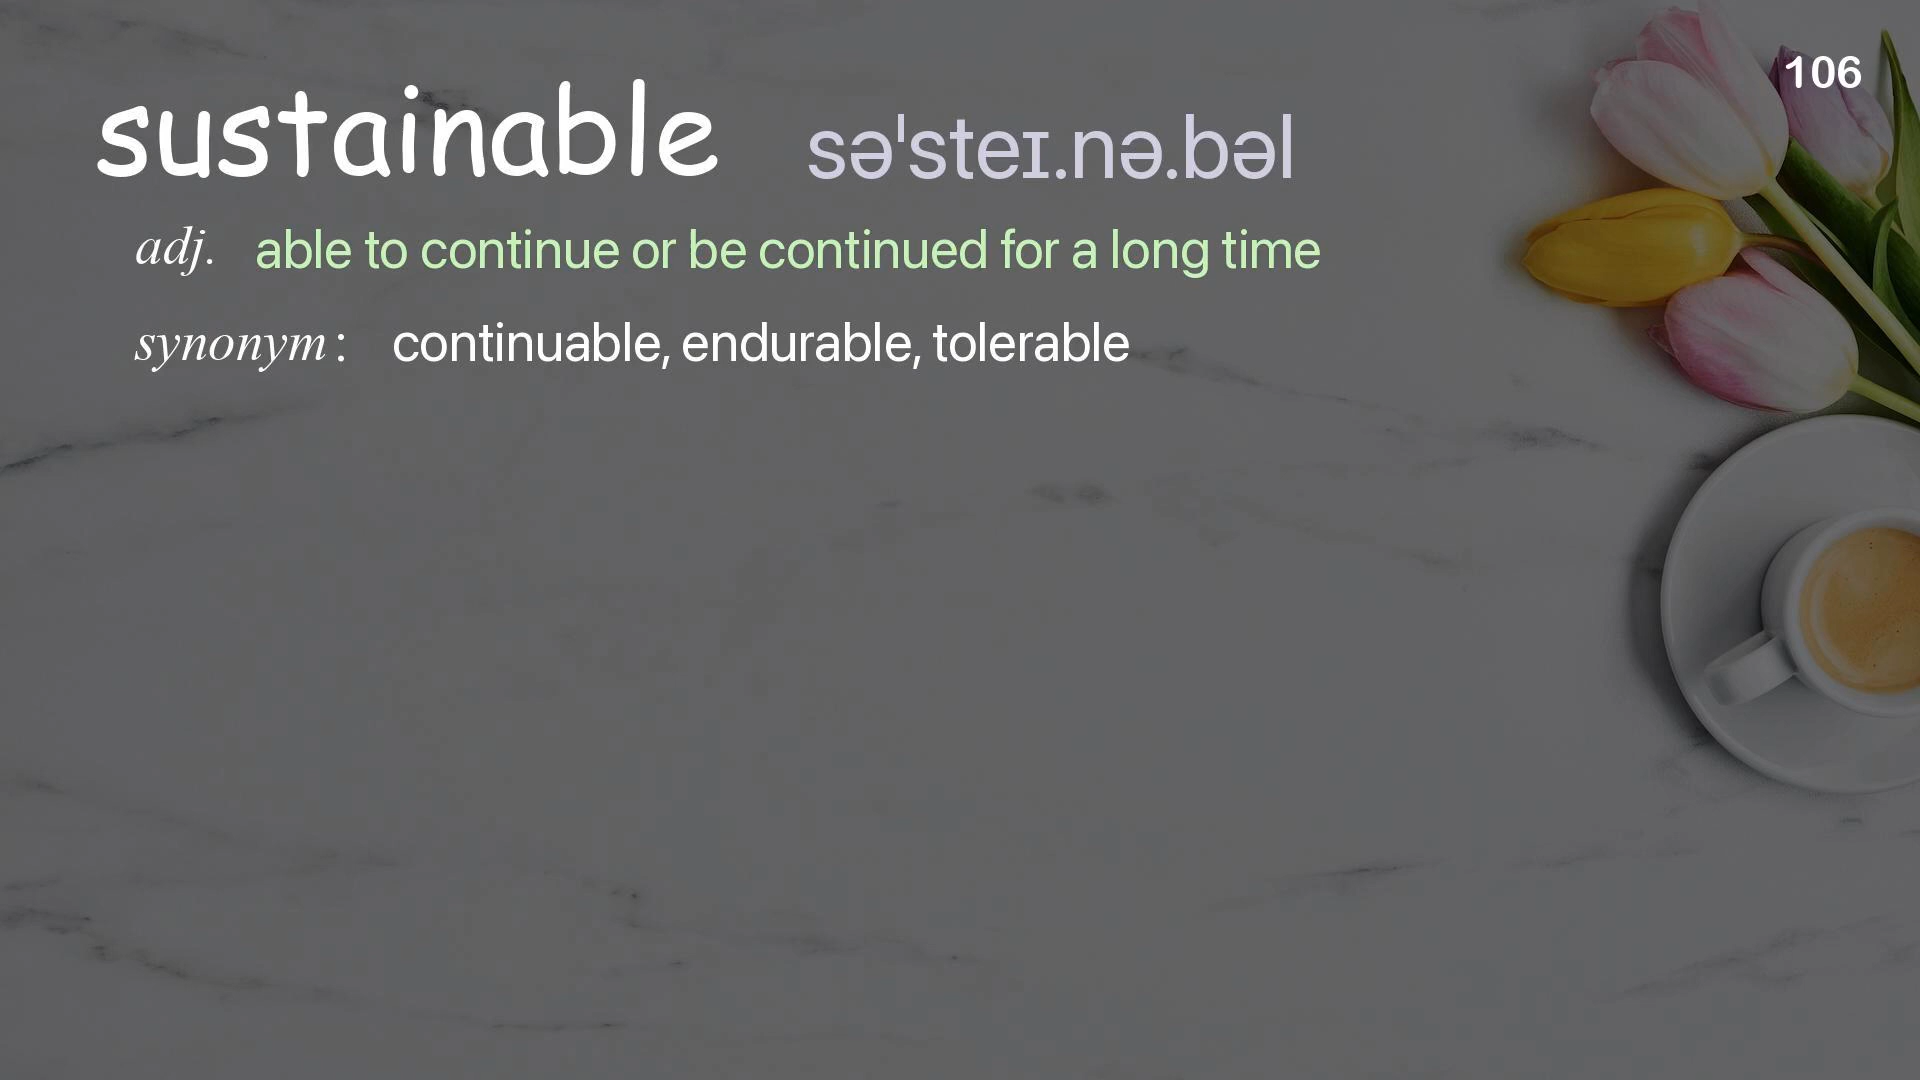 106
sustainable səˈsteɪ.nə.bəl
adj. able to continue or be continued for a long time
synonym : continuable, endurable, tolerable